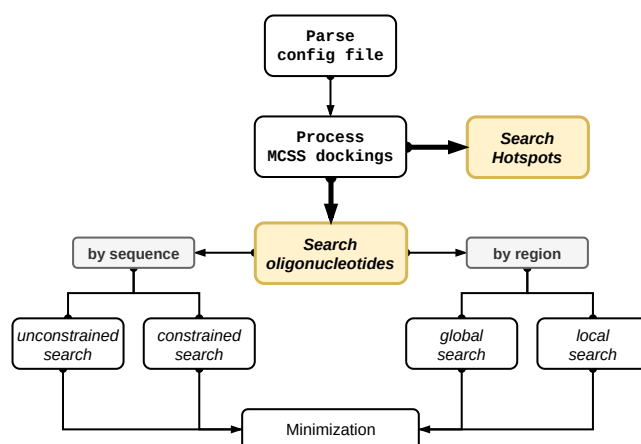 Parse
config file
Process
MCSS dockings
Search
Hotspots
by sequence
Search
oligonucleotides
by region
unconstrained
search
constrained
search
global
search
local
search
Minimization